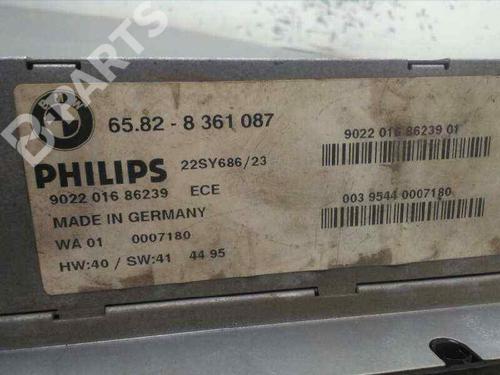 B PARTS
BMW
65.82 - 8 361 087
PHILIPS 22SY686/23
9022 016 86239 ECE
MADE IN GERMANY
WA 01 0007180
HW:40 / SW:41 44 95
9022 016 86239 01
003 9544 0007180